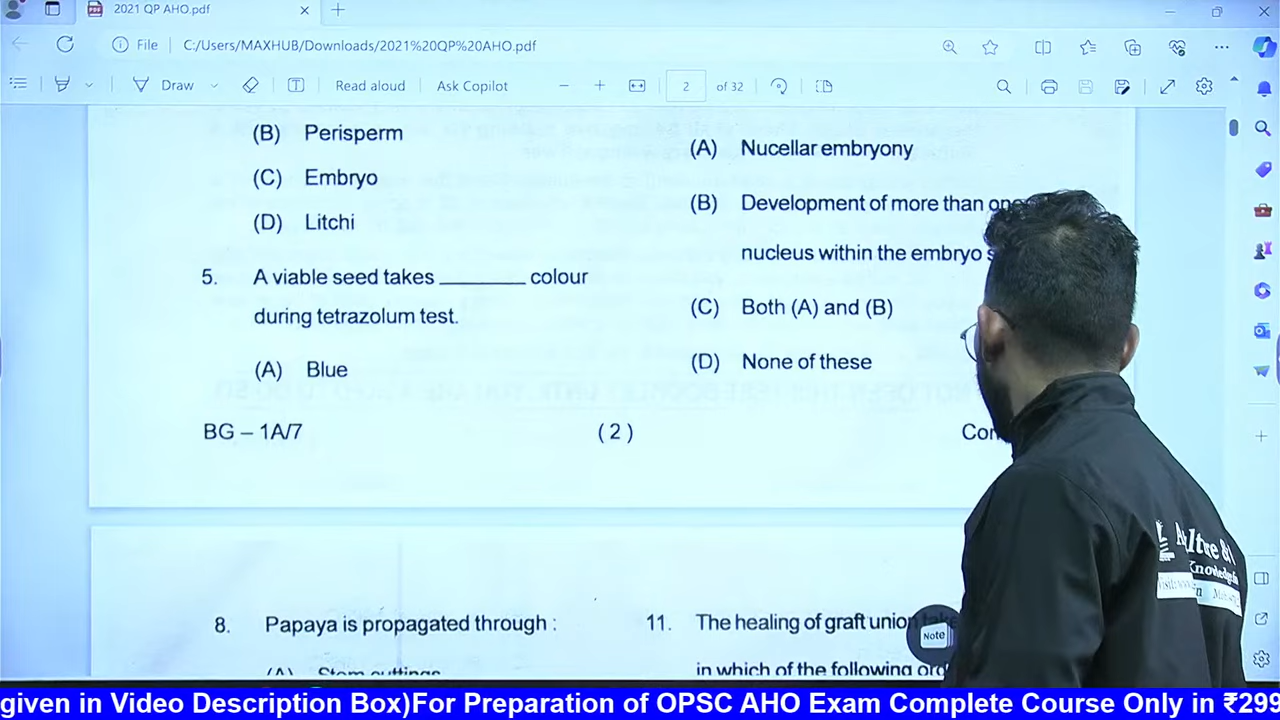 2021 QP AHO.pdf
File
C:/Users/MAXHUB/Downloads/2021%20QP%20AHO.pdf
Draw
Read aloud
Ask Copilot
2
of 32
(B) Perisperm
(C) Embryo
(D) Litchi
5. A viable seed takes ________ colour
during tetrazolum test.
(A) Blue
(A) Nucellar embryony
(B) Development of more than one
nucleus within the embryo
(C) Both (A) and (B)
(D) None of these
BG – 1A/7
( 2 )
8. Papaya is propagated through :
(A) Stem cuttings
11. The healing of graft union
in which of the following
Note
given in Video Description Box)For Preparation of OPSC AHO Exam Complete Course Only in ₹299